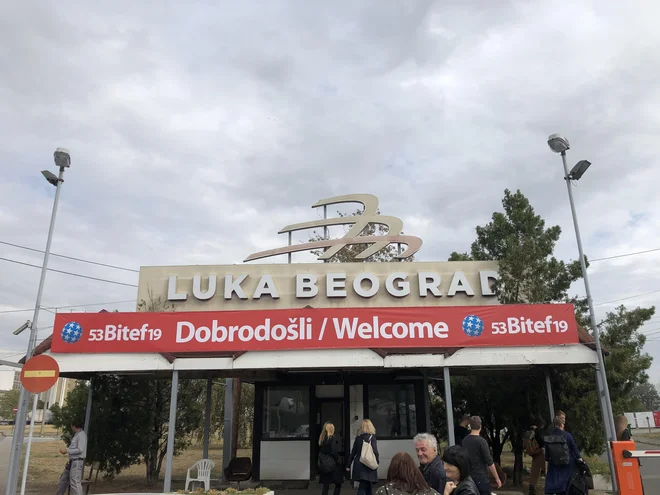 LUKA BEOGRAD
53Bitef19 Dobrodošli / Welcome 53Bitef19